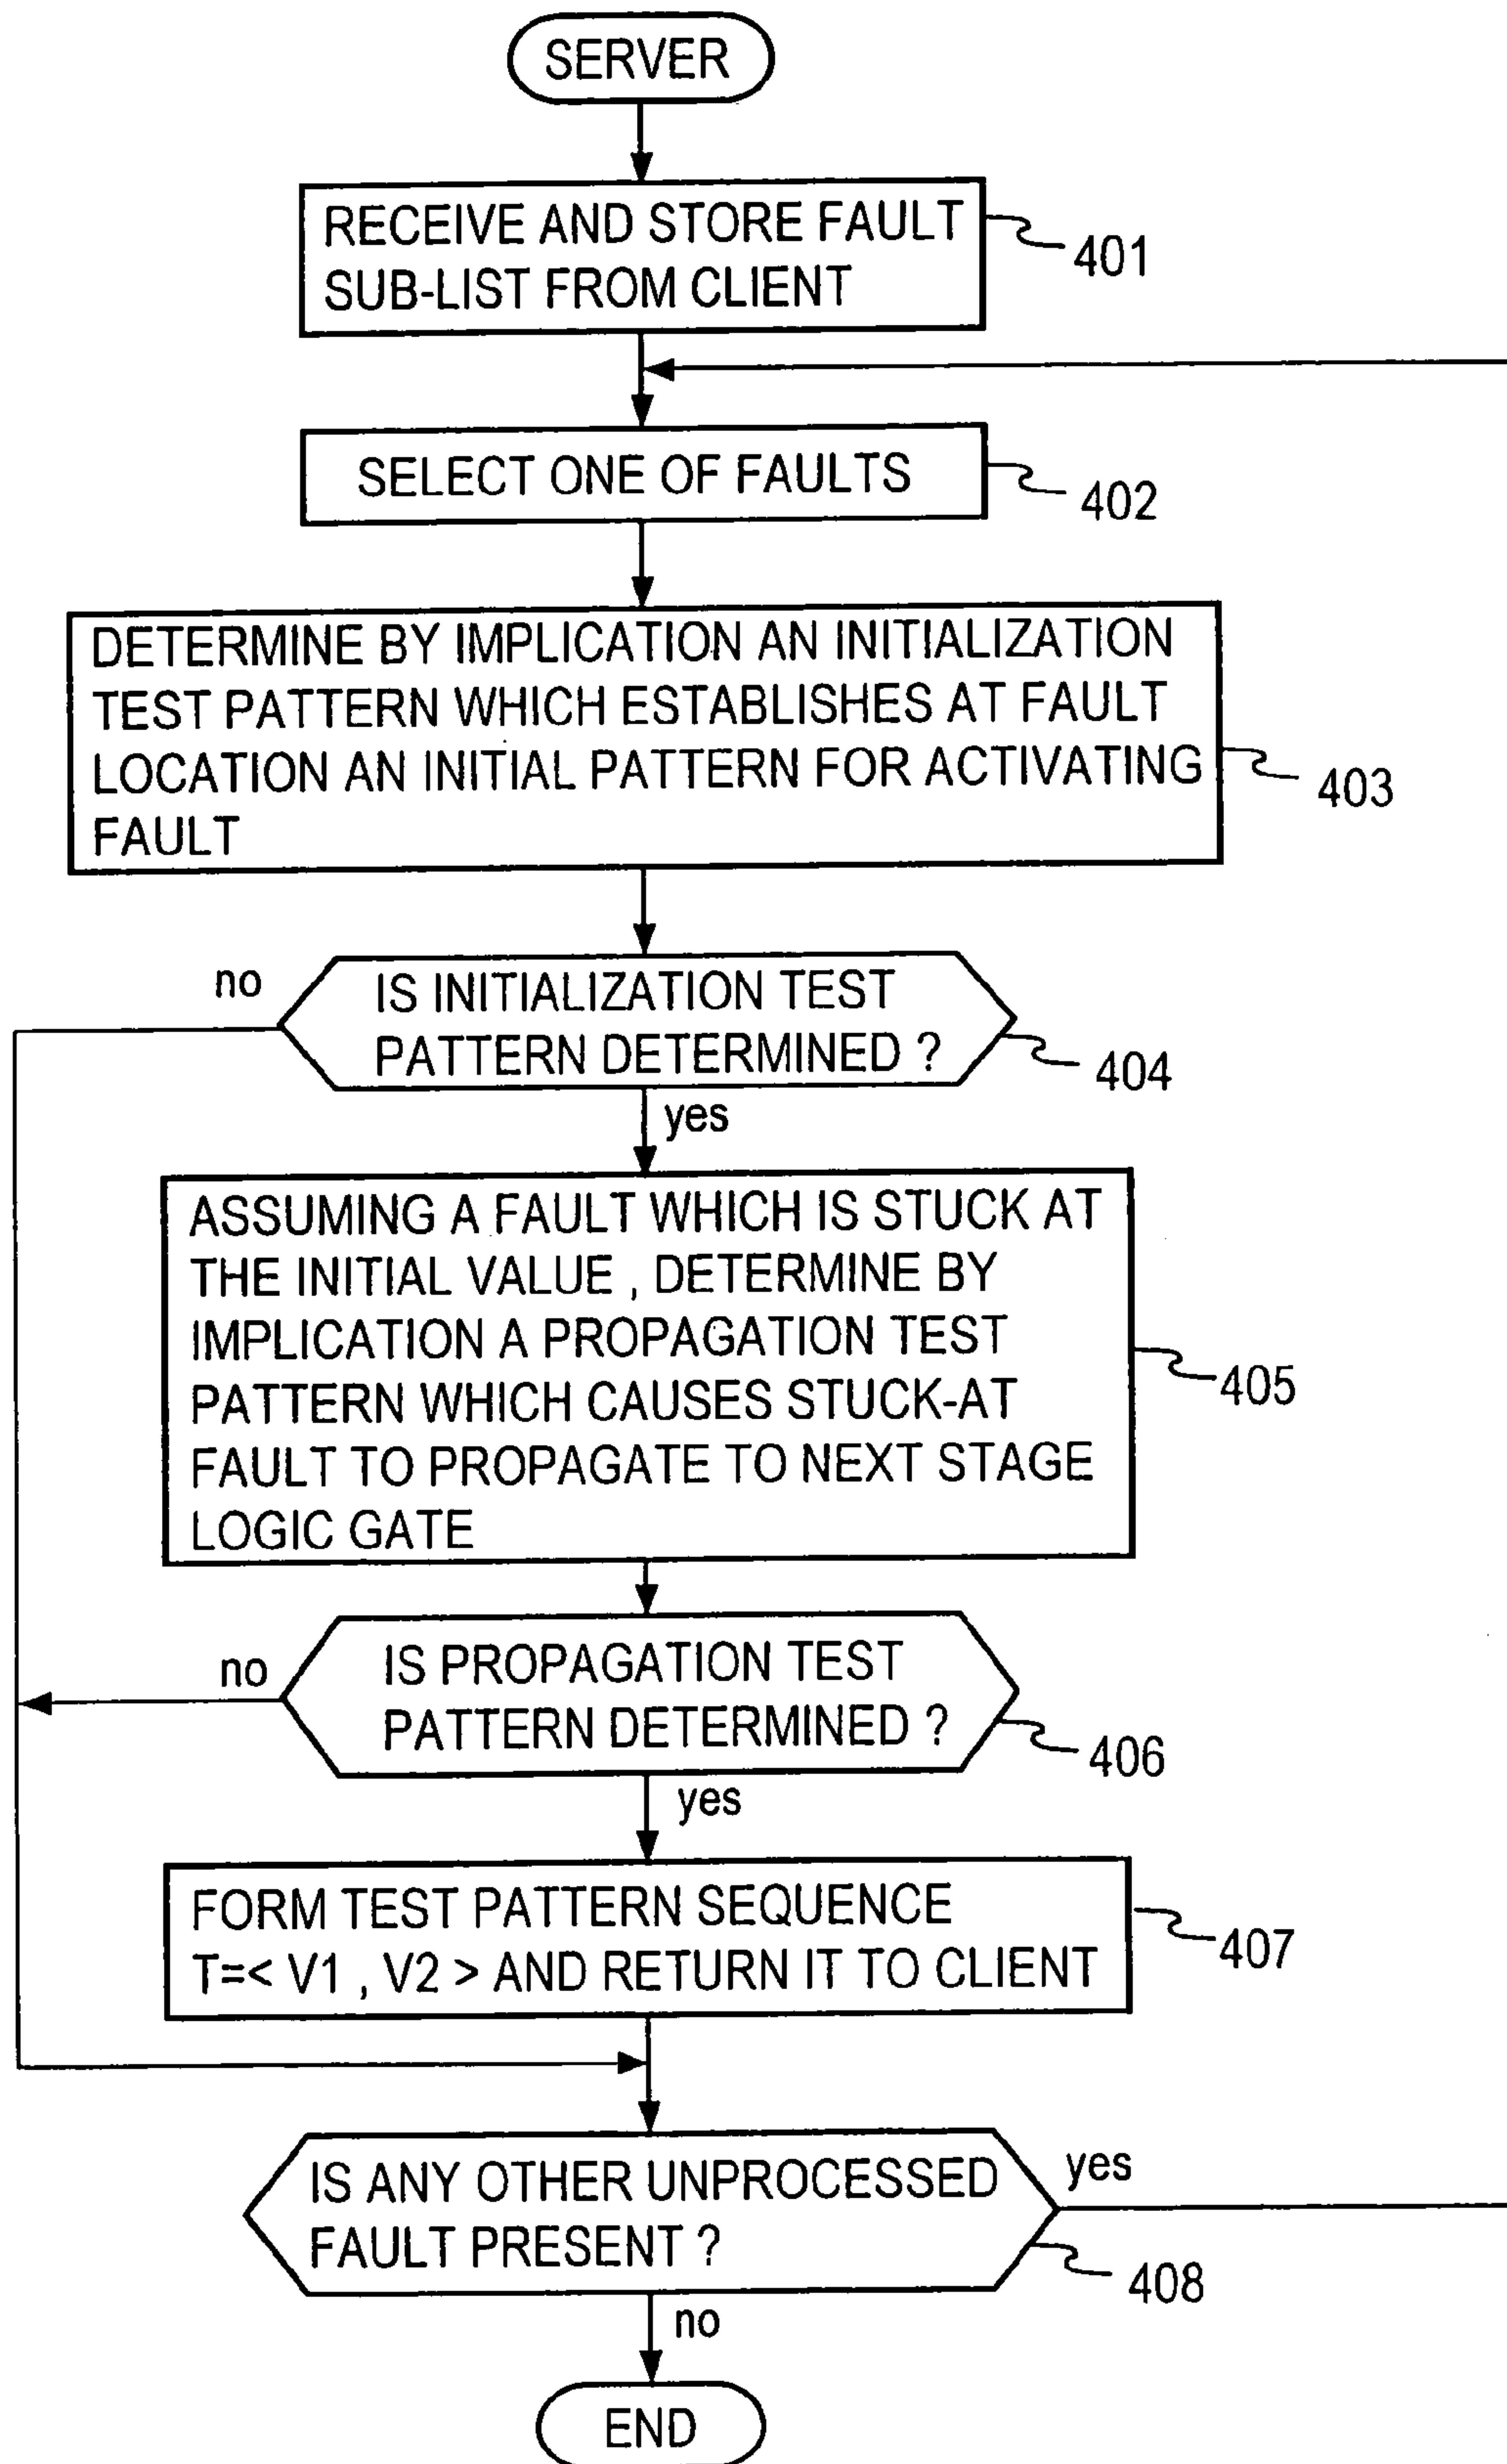 SERVER
RECEIVE AND STORE FAULT
SUB-LIST FROM CLIENT
401
SELECT ONE OF FAULTS
402
DETERMINE BY IMPLICATION AN INITIALIZATION
TEST PATTERN WHICH ESTABLISHES AT FAULT
LOCATION AN INITIAL PATTERN FOR ACTIVATING
FAULT
403
no
IS INITIALIZATION TEST
PATTERN DETERMINED ?
404
yes
ASSUMING A FAULT WHICH IS STUCK AT
THE INITIAL VALUE , DETERMINE BY
IMPLICATION A PROPAGATION TEST
PATTERN WHICH CAUSES STUCK-AT
FAULT TO PROPAGATE TO NEXT STAGE
LOGIC GATE
405
no
IS PROPAGATION TEST
PATTERN DETERMINED ?
406
yes
FORM TEST PATTERN SEQUENCE
T=< V1 , V2 > AND RETURN IT TO CLIENT
407
IS ANY OTHER UNPROCESSED
FAULT PRESENT ?
yes
408
no
END